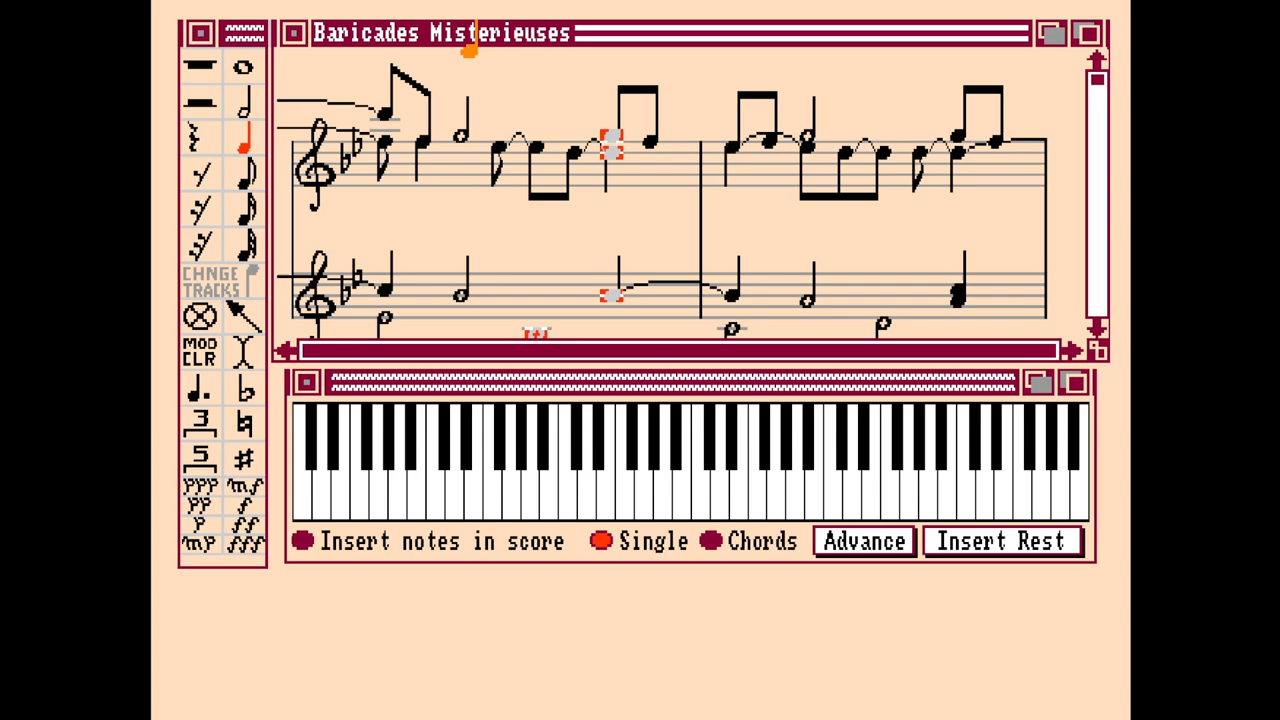 Baricades Misterieuses
CHNGE
TRACKS
MOD
CLR
3
5
ppp mf
pp f
p ff
mp fff
Insert notes in score Single Chords Advance Insert Rest